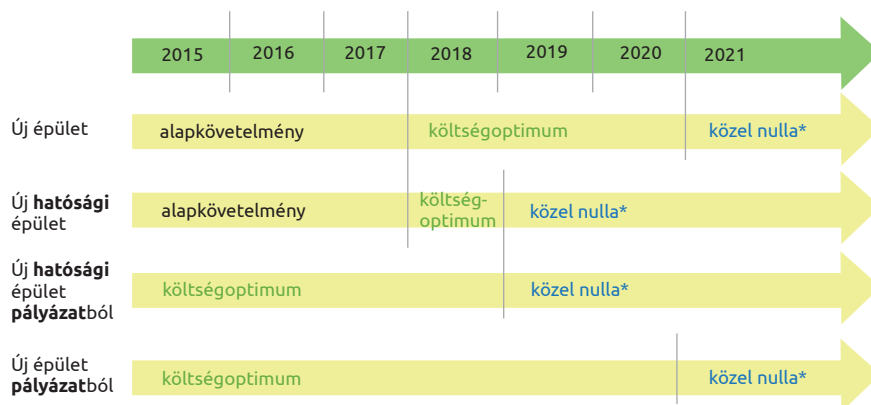 2015 2016 2017 2018 2019 2020 2021
Új épület
alapkövetelmény költségoptimum közel nulla*
Új hatósági
épület
alapkövetelmény
költség-
optimum
közel nulla*
Új hatósági
épület
pályázatból
költségoptimum közel nulla*
Új épület
pályázatból
költségoptimum közel nulla*